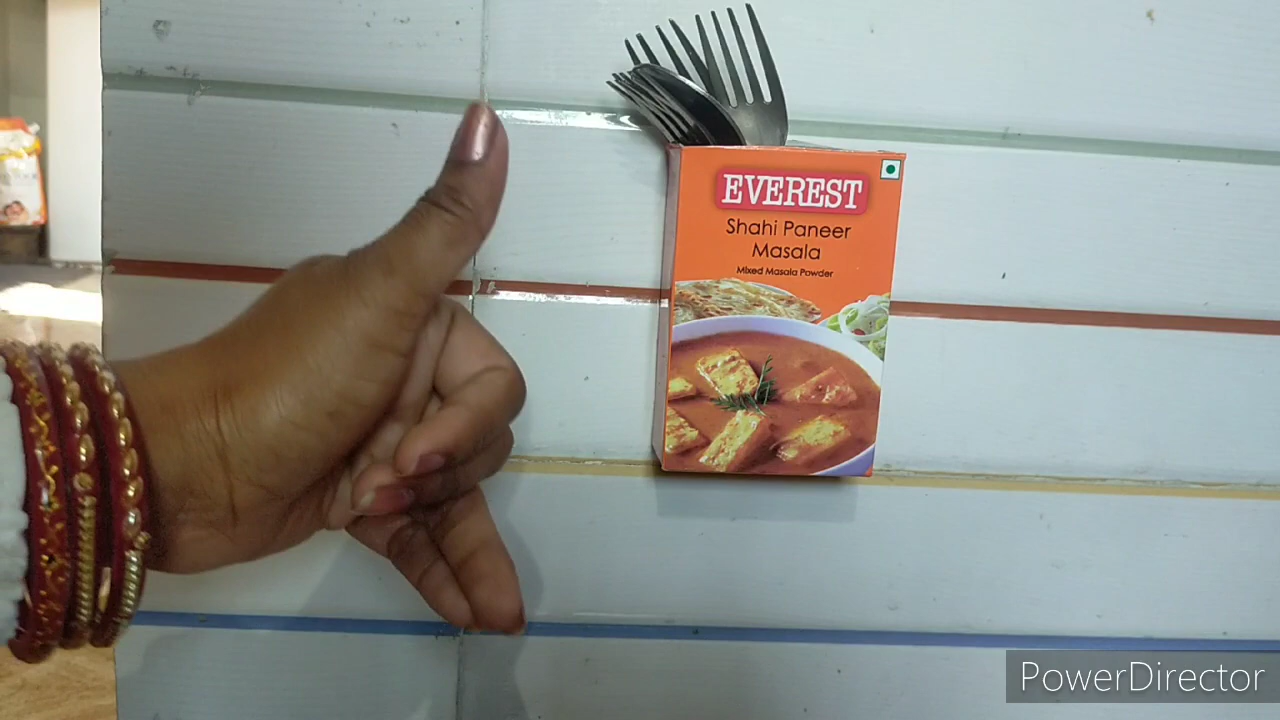 EVEREST
Shahi Paneer
Masala
Mixed Masala Powder
PowerDirector